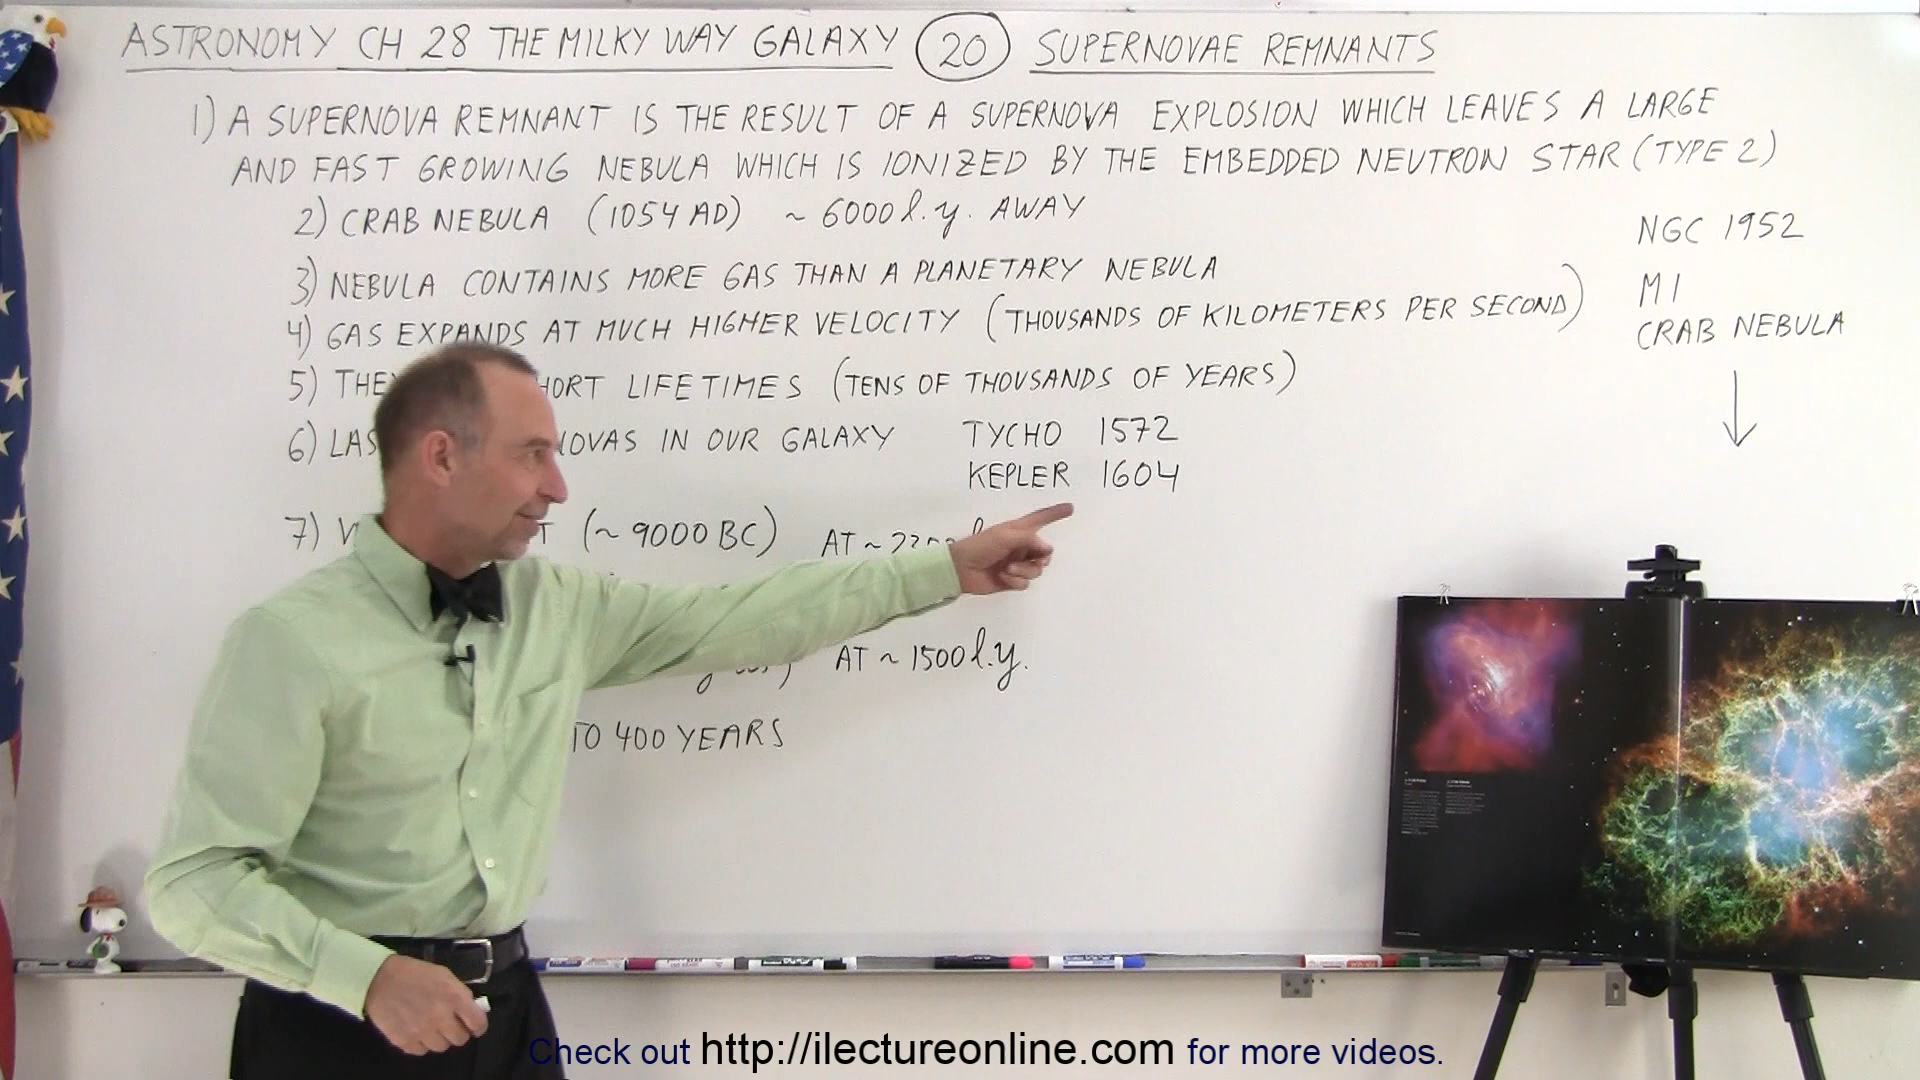 ASTRONOMY CH 28 THE MILKY WAY GALAXY 20 SUPERNOVAE REMNANTS
1) A SUPERNOVA REMNANT IS THE RESULT OF A SUPERNOVA EXPLOSION WHICH LEAVES A LARGE
AND FAST GROWING NEBULA WHICH IS IONIZED BY THE EMBEDDED NEUTRON STAR (TYPE 2)
2) CRAB NEBULA (1054 AD) ~ 6000 l.y. AWAY
3) NEBULA CONTAINS MORE GAS THAN A PLANETARY NEBULA
4) GAS EXPANDS AT MUCH HIGHER VELOCITY (THOUSANDS OF KILOMETERS PER SECOND)
5) LIFETIMES (TENS OF THOUSANDS OF YEARS)
6) IN OUR GALAXY TYCHO 1572
KEPLER 1604
7) (~ 9000 BC) AT ~
AT ~ 1500 l.y.
TO 400 YEARS
NGC 1952
M1
CRAB NEBULA
Check out http://ilectureonline.com for more videos.